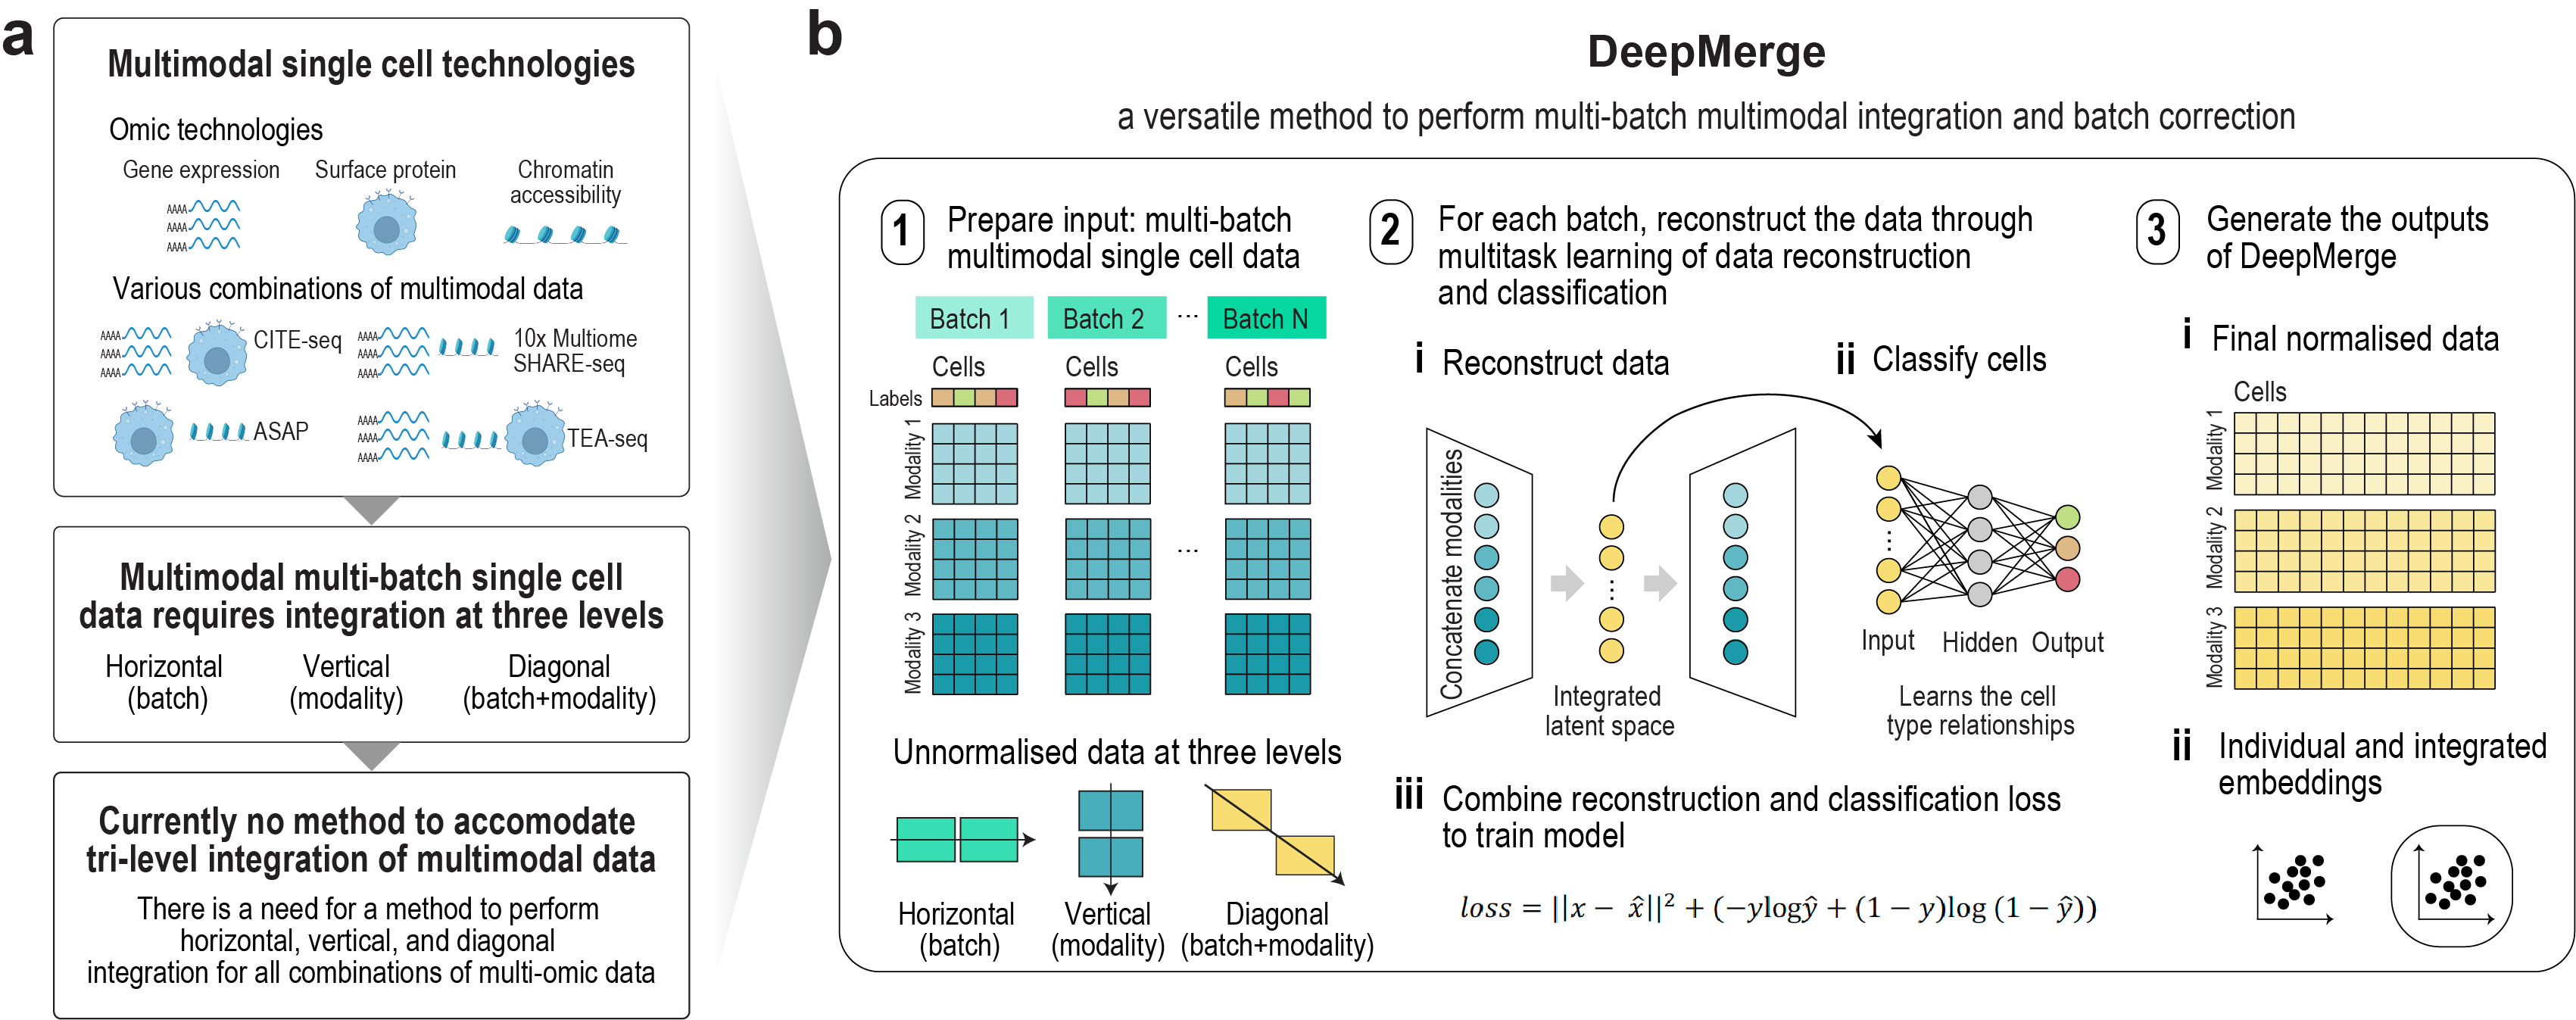 a
Multimodal single cell technologies
Omic technologies
Gene expression
Surface protein
Chromatin
accessibility
AAAA
AAAA
AAAA
Various combinations of multimodal data
AAAA
AAAA
AAAA
CITE-seq
AAAA
AAAA
AAAA
10x Multiome
SHARE-seq
ASAP
AAAA
AAAA
AAAA
TEA-seq
Multimodal multi-batch single cell
data requires integration at three levels
Horizontal
(batch)
Vertical
(modality)
Diagonal
(batch+modality)
Currently no method to accomodate
tri-level integration of multimodal data
There is a need for a method to perform
horizontal, vertical, and diagonal
integration for all combinations of multi-omic data
b
DeepMerge
a versatile method to perform multi-batch multimodal integration and batch correction
1
Prepare input: multi-batch
multimodal single cell data
Batch 1
Batch 2
...
Batch N
Cells
Cells
Cells
Labels
Modality 1
Modality 2
...
Modality 3
Unnormalised data at three levels
Horizontal
(batch)
Vertical
(modality)
Diagonal
(batch+modality)
2
For each batch, reconstruct the data through
multitask learning of data reconstruction
and classification
i Reconstruct data
Concatenate modalities
Integrated
latent space
ii Classify cells
Input
Hidden
Output
Learns the cell
type relationships
iii Combine reconstruction and classification loss
to train model
loss = ||x − x̂||² + (−ylogŷ + (1 − y)log (1 − ŷ))
3
Generate the outputs
of DeepMerge
i Final normalised data
Cells
Modality 1
Modality 2
Modality 3
ii Individual and integrated
embeddings